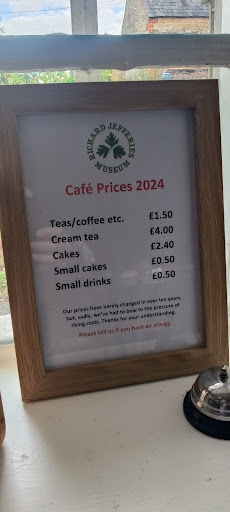 RICHARD JEFFERIES
MUSEUM
Café Prices 2024
Teas/coffee etc. £1.50
Cream tea £4.00
Cakes £2.40
Small cakes £0.50
Small drinks £0.50
Our prices have barely changed in over ten years,
but, sadly, we've had to bow to the pressure of
rising costs. Thanks for your understanding.
Please tell us if you have an allergy